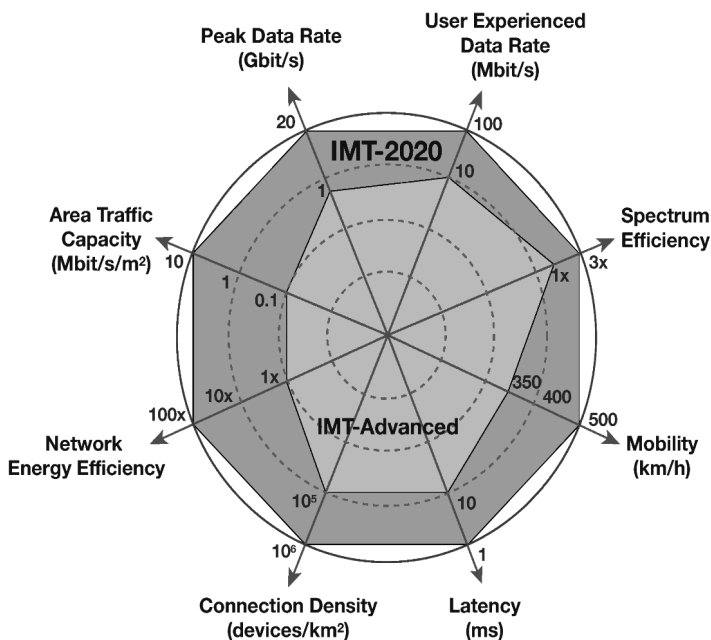 Peak Data Rate
(Gbit/s)
User Experienced
Data Rate
(Mbit/s)
20
100
IMT-2020
1
10
Area Traffic
Capacity
(Mbit/s/m²)
Spectrum
Efficiency
10
1
0.1
1x
3x
1x
10x
100x
350
400
500
Network
Energy Efficiency
IMT-Advanced
Mobility
(km/h)
10⁵
10
10⁶
1
Connection Density
(devices/km²)
Latency
(ms)